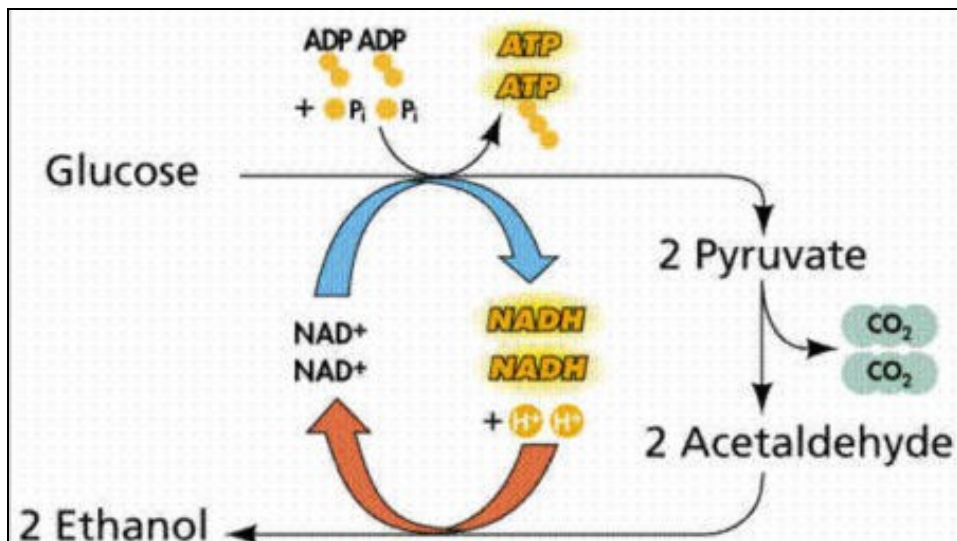 ADP ADP
+ Pi Pi
ATP
ATP
Glucose
2 Pyruvate
NAD+
NAD+
NADH
NADH
+ H+ H+
CO2
CO2
2 Acetaldehyde
2 Ethanol